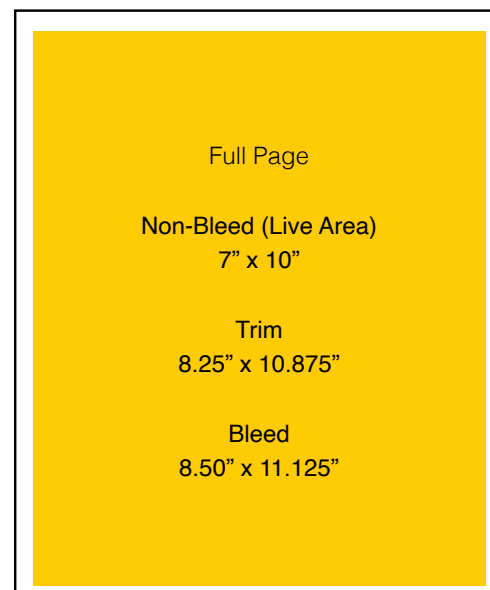 Full Page
Non-Bleed (Live Area)
7” x 10”
Trim
8.25” x 10.875”
Bleed
8.50” x 11.125”